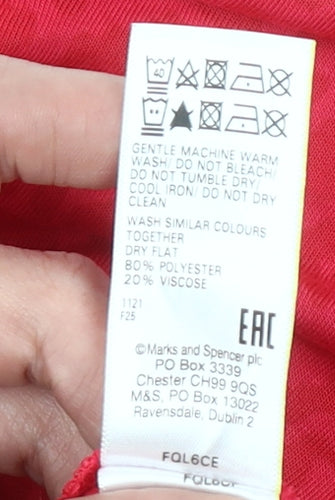 40
GENTLE MACHINE WARM
WASH/ DO NOT BLEACH/
DO NOT TUMBLE DRY/
COOL IRON/ DO NOT DRY
CLEAN
WASH SIMILAR COLOURS
TOGETHER
DRY FLAT
80% POLYESTER
20% VISCOSE
1121
F25
EAC
©Marks and Spencer plc
PO Box 3339
Chester CH99 9QS
M&S, PO Box 13022
Ravensdale, Dublin 2
FQL6CE